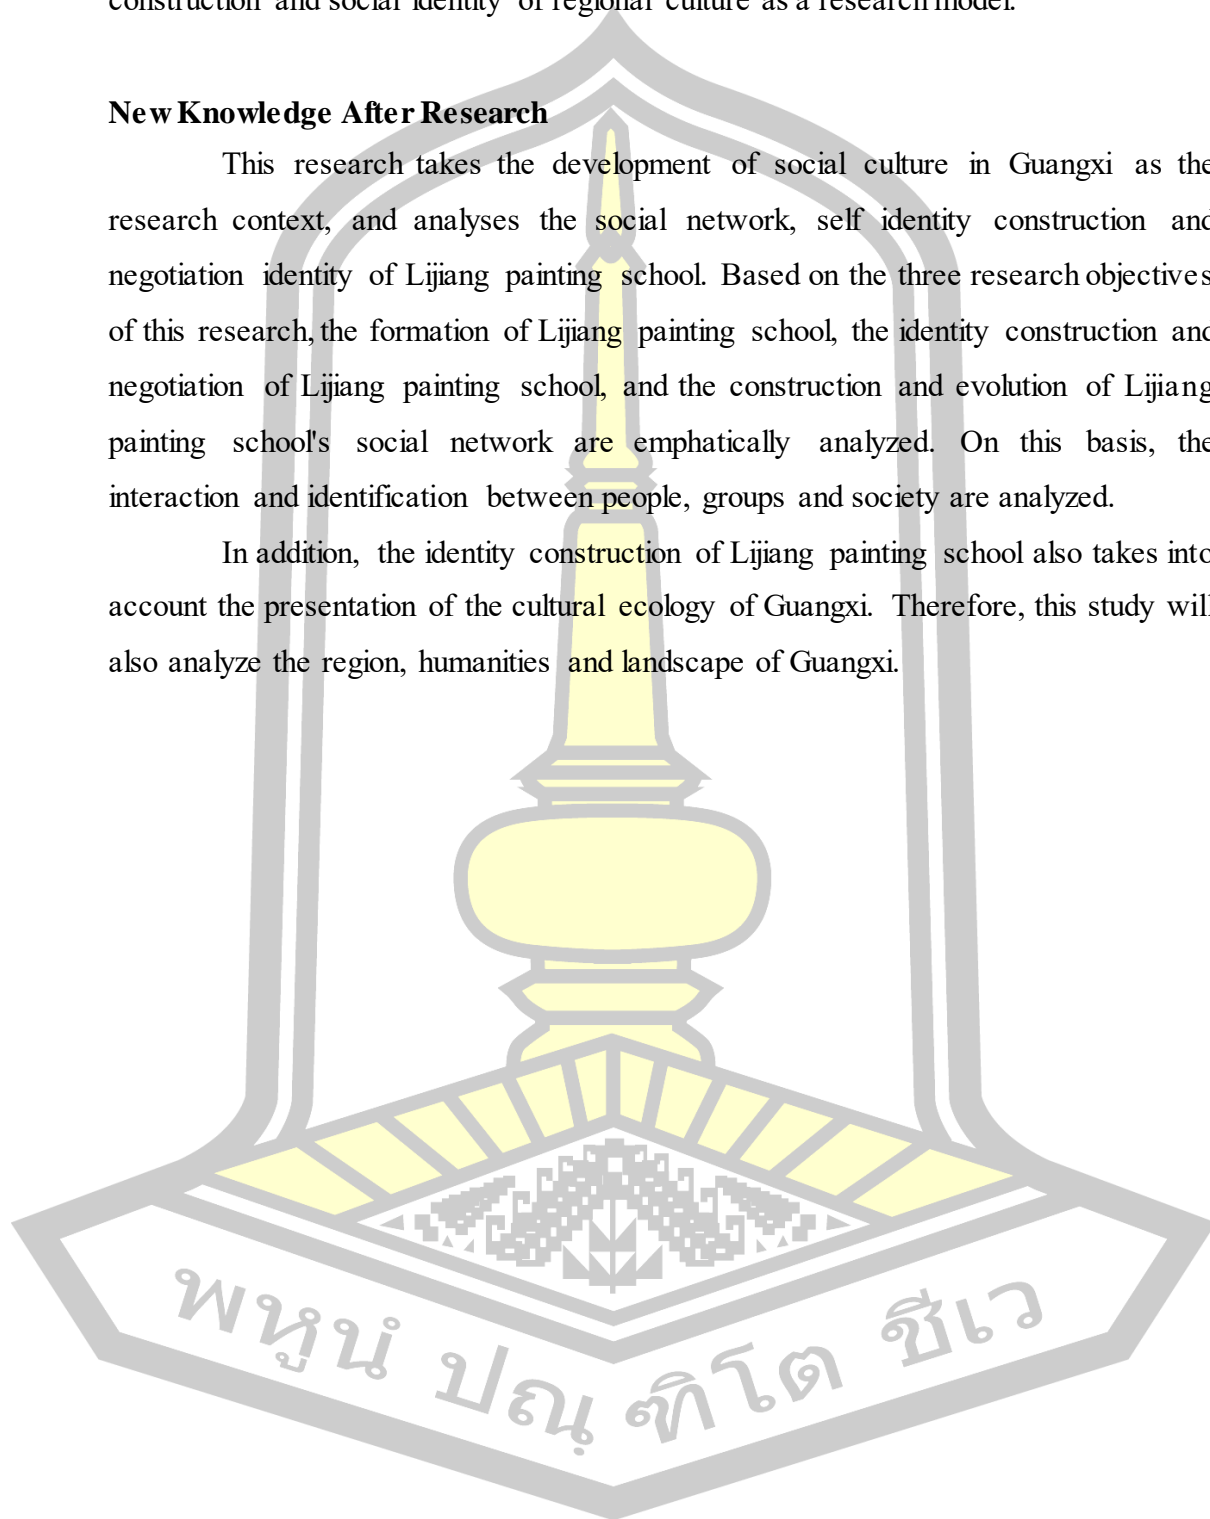 construction and social identity of regional culture as a research model.
New Knowledge After Research
This research takes the development of social culture in Guangxi as the
research context, and analyses the social network, self identity construction and
negotiation identity of Lijiang painting school. Based on the three research objectives
of this research, the formation of Lijiang painting school, the identity construction and
negotiation of Lijiang painting school, and the construction and evolution of Lijiang
painting school's social network are emphatically analyzed. On this basis, the
interaction and identification between people, groups and society are analyzed.
In addition, the identity construction of Lijiang painting school also takes into
account the presentation of the cultural ecology of Guangxi. Therefore, this study will
also analyze the region, humanities and landscape of Guangxi.
พหูนํ ปณฺฑิโต ชีเว